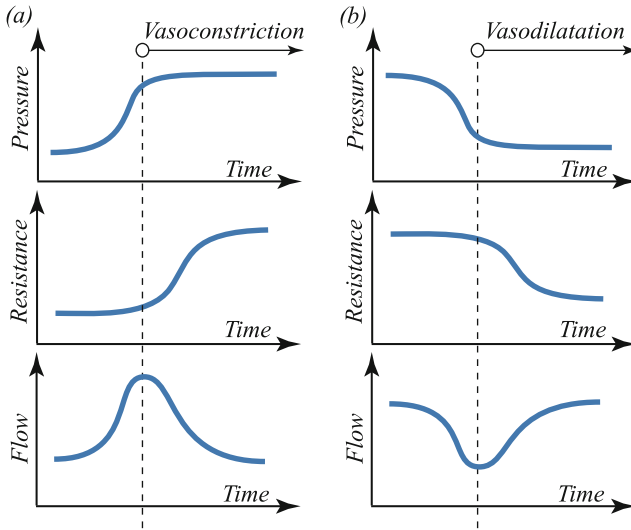 (a)
Vasoconstriction
Pressure
Time
Resistance
Time
Flow
Time
(b)
Vasodilatation
Pressure
Time
Resistance
Time
Flow
Time